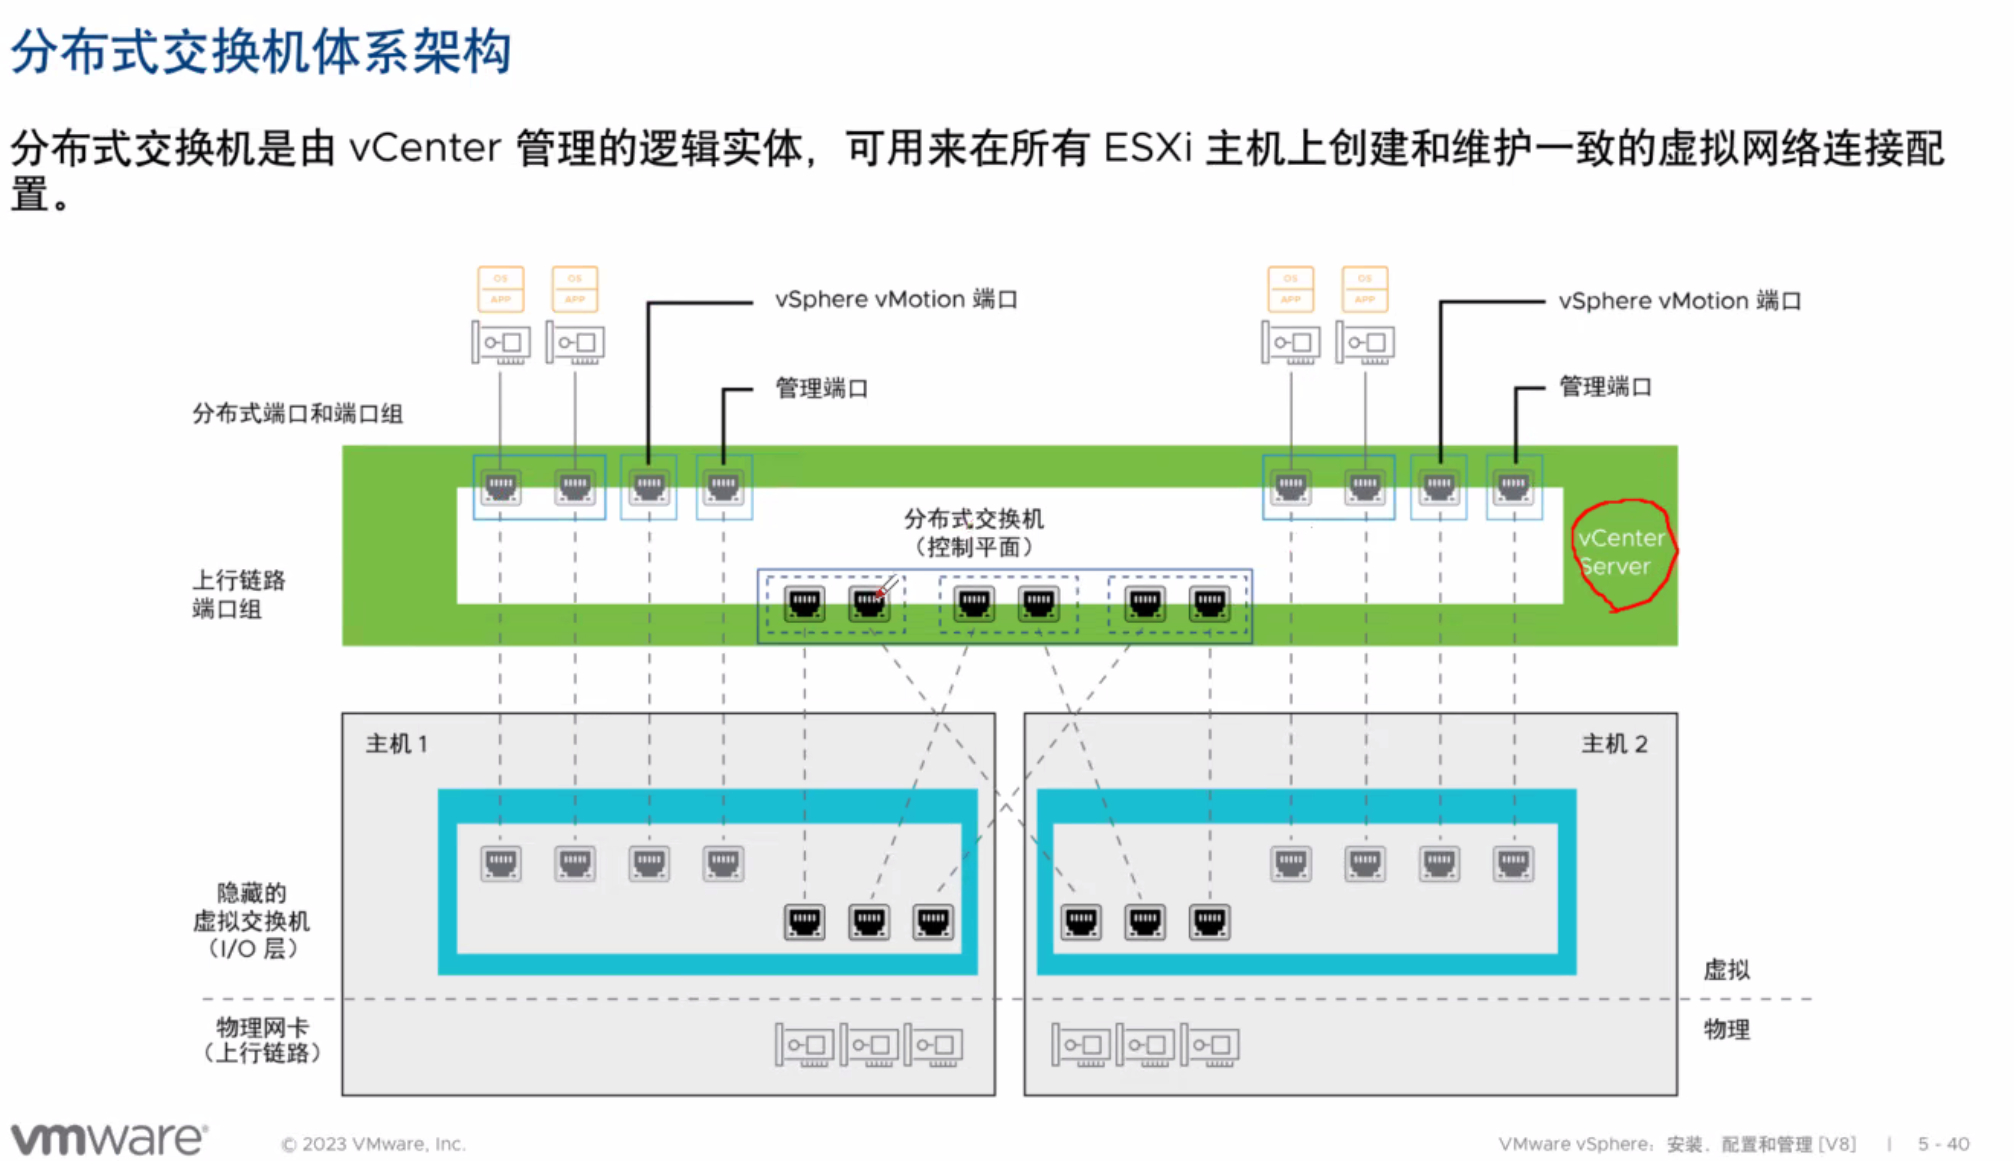 分布式交换机体系架构
分布式交换机是由 vCenter 管理的逻辑实体，可用来在所有 ESXi 主机上创建和维护一致的虚拟网络连接配
置。
OS
APP
OS
APP
OS
APP
OS
APP
vSphere vMotion 端口
vSphere vMotion 端口
管理端口
管理端口
分布式端口和端口组
分布式交换机
（控制平面）
vCenter
Server
上行链路
端口组
主机 1
主机 2
隐藏的
虚拟交换机
（I/O 层）
虚拟
物理网卡
（上行链路）
物理
vmware®
© 2023 VMware, Inc.
VMware vSphere：安装、配置和管理 [V8] | 5 - 40